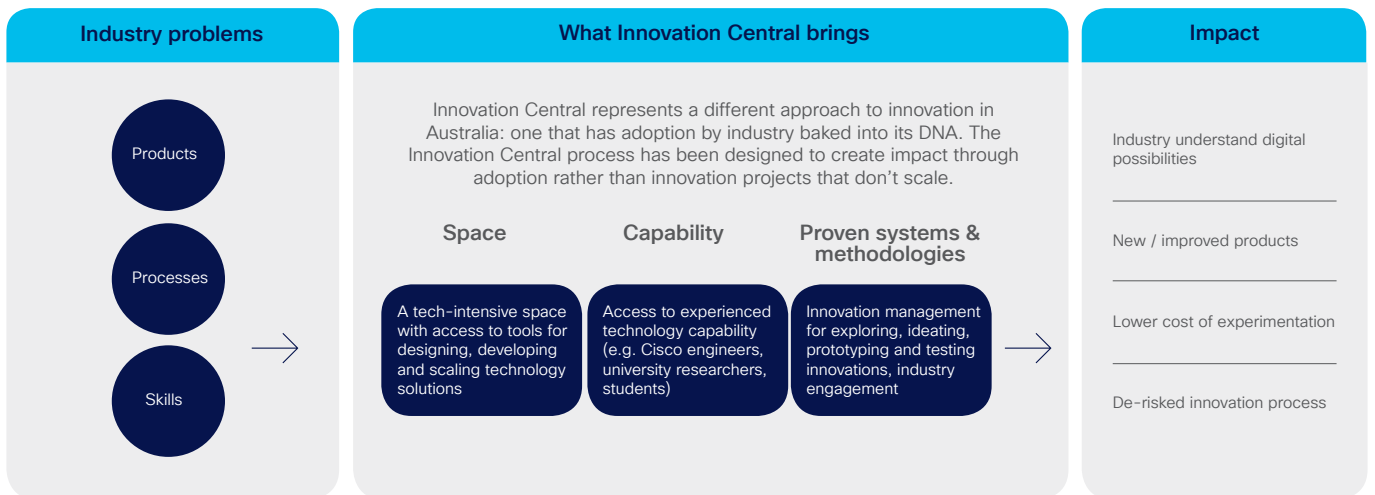 Industry problems
Products
Processes
Skills
What Innovation Central brings
Innovation Central represents a different approach to innovation in
Australia: one that has adoption by industry baked into its DNA. The
Innovation Central process has been designed to create impact through
adoption rather than innovation projects that don’t scale.
Space
A tech-intensive space
with access to tools for
designing, developing
and scaling technology
solutions
Capability
Access to experienced
technology capability
(e.g. Cisco engineers,
university researchers,
students)
Proven systems &
methodologies
Innovation management
for exploring, ideating,
prototyping and testing
innovations, industry
engagement
Impact
Industry understand digital
possibilities
New / improved products
Lower cost of experimentation
De-risked innovation process